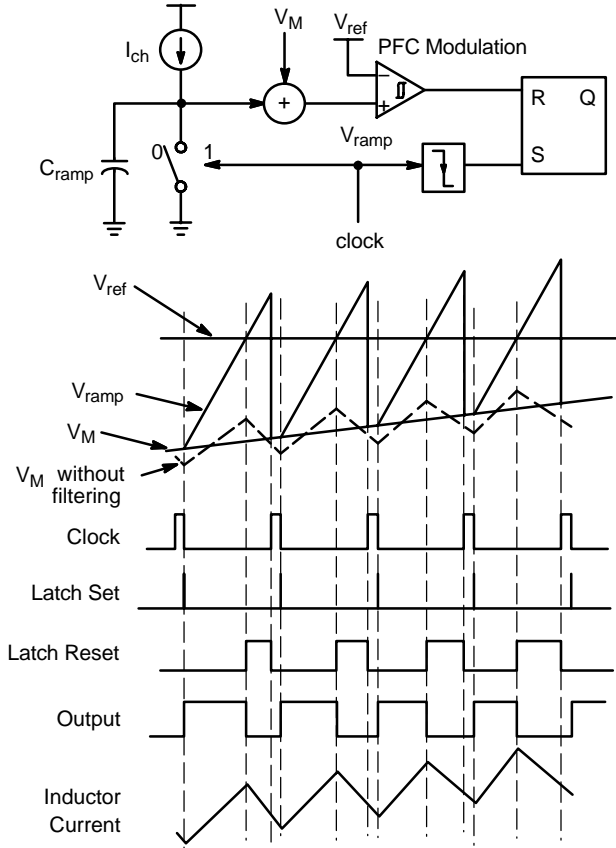 V_M
V_ref
I_ch
PFC Modulation
−
+
+
R Q
0 1
V_ramp
S
C_ramp
clock
V_ref
V_ramp
V_M
V_M without
filtering
Clock
Latch Set
Latch Reset
Output
Inductor
Current